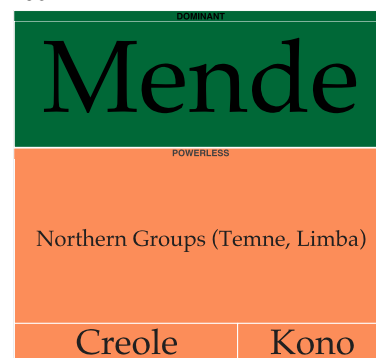 DOMINANT
Mende
POWERLESS
Northern Groups (Temne, Limba)
Creole Kono